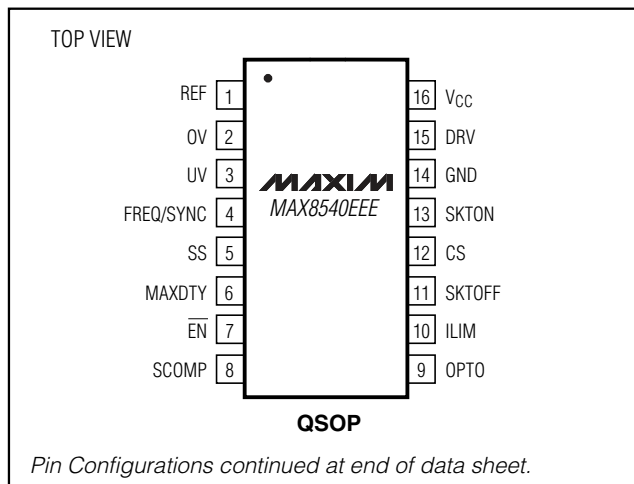 TOP VIEW
REF 1
OV 2
UV 3
FREQ/SYNC 4
SS 5
MAXDTY 6
EN 7
SCOMP 8
MAXIM
MAX8540EEE
16 VCC
15 DRV
14 GND
13 SKTON
12 CS
11 SKTOFF
10 ILIM
9 OPTO
QSOP
Pin Configurations continued at end of data sheet.